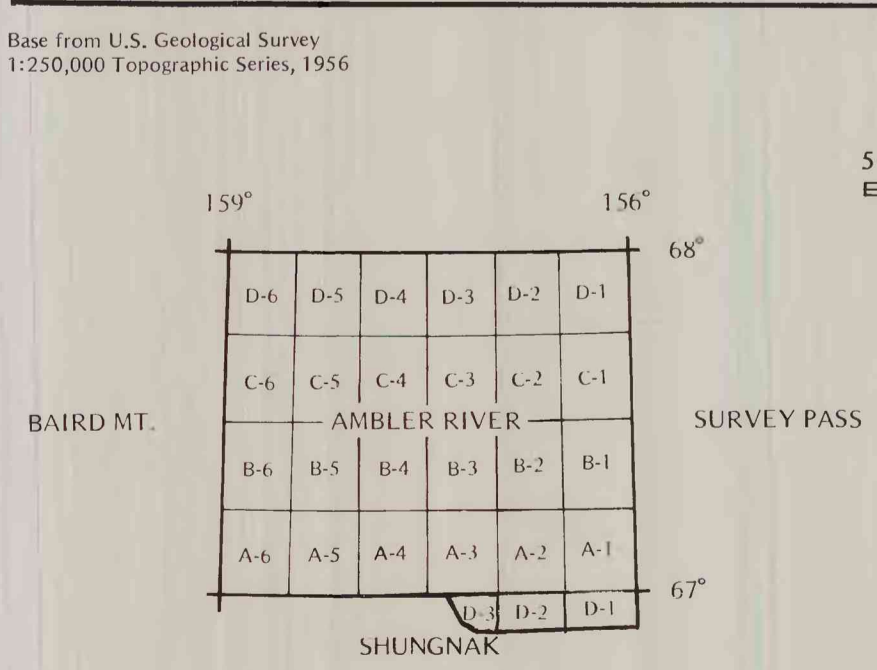 Base from U.S. Geological Survey
1:250,000 Topographic Series, 1956
5
E
159° 156°
68°
D-6 D-5 D-4 D-3 D-2 D-1
C-6 C-5 C-4 C-3 C-2 C-1
BAIRD MT. AMBLER RIVER SURVEY PASS
B-6 B-5 B-4 B-3 B-2 B-1
A-6 A-5 A-4 A-3 A-2 A-1
67°
D-3 D-2 D-1
SHUNGNAK